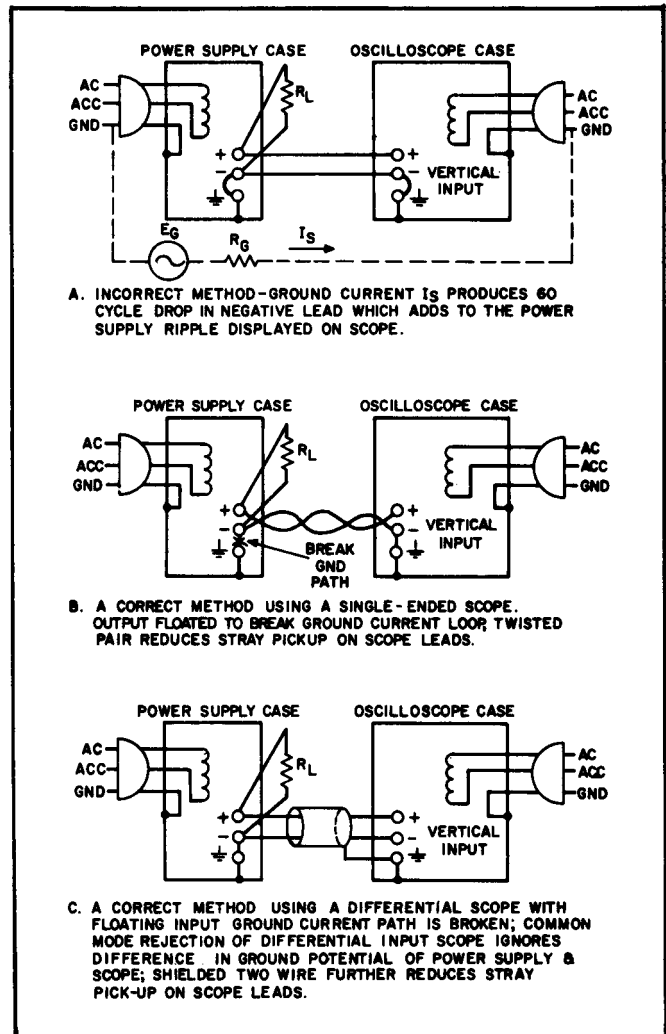 POWER SUPPLY CASE
OSCILLOSCOPE CASE
AC
ACC
GND
RL
+
-
AC
ACC
GND
+
-
VERTICAL
INPUT
EG
RG
IS
A. INCORRECT METHOD-GROUND CURRENT IS PRODUCES 60
CYCLE DROP IN NEGATIVE LEAD WHICH ADDS TO THE POWER
SUPPLY RIPPLE DISPLAYED ON SCOPE.
POWER SUPPLY CASE
OSCILLOSCOPE CASE
AC
ACC
GND
RL
+
-
BREAK
GND
PATH
AC
ACC
GND
+
-
VERTICAL
INPUT
B. A CORRECT METHOD USING A SINGLE-ENDED SCOPE.
OUTPUT FLOATED TO BREAK GROUND CURRENT LOOP, TWISTED
PAIR REDUCES STRAY PICKUP ON SCOPE LEADS.
POWER SUPPLY CASE
OSCILLOSCOPE CASE
AC
ACC
GND
RL
+
-
AC
ACC
GND
+
-
VERTICAL
INPUT
C. A CORRECT METHOD USING A DIFFERENTIAL SCOPE WITH
FLOATING INPUT GROUND CURRENT PATH IS BROKEN; COMMON
MODE REJECTION OF DIFFERENTIAL INPUT SCOPE IGNORES
DIFFERENCE IN GROUND POTENTIAL OF POWER SUPPLY &
SCOPE; SHIELDED TWO WIRE FURTHER REDUCES STRAY
PICK-UP ON SCOPE LEADS.